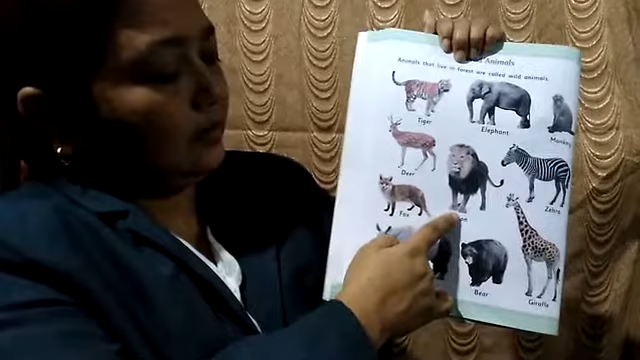 Animals
Animals that live in forest are called wild animals.
Tiger
Elephant
Monkey
Deer
Zebra
Fox
Bear
Giraffe